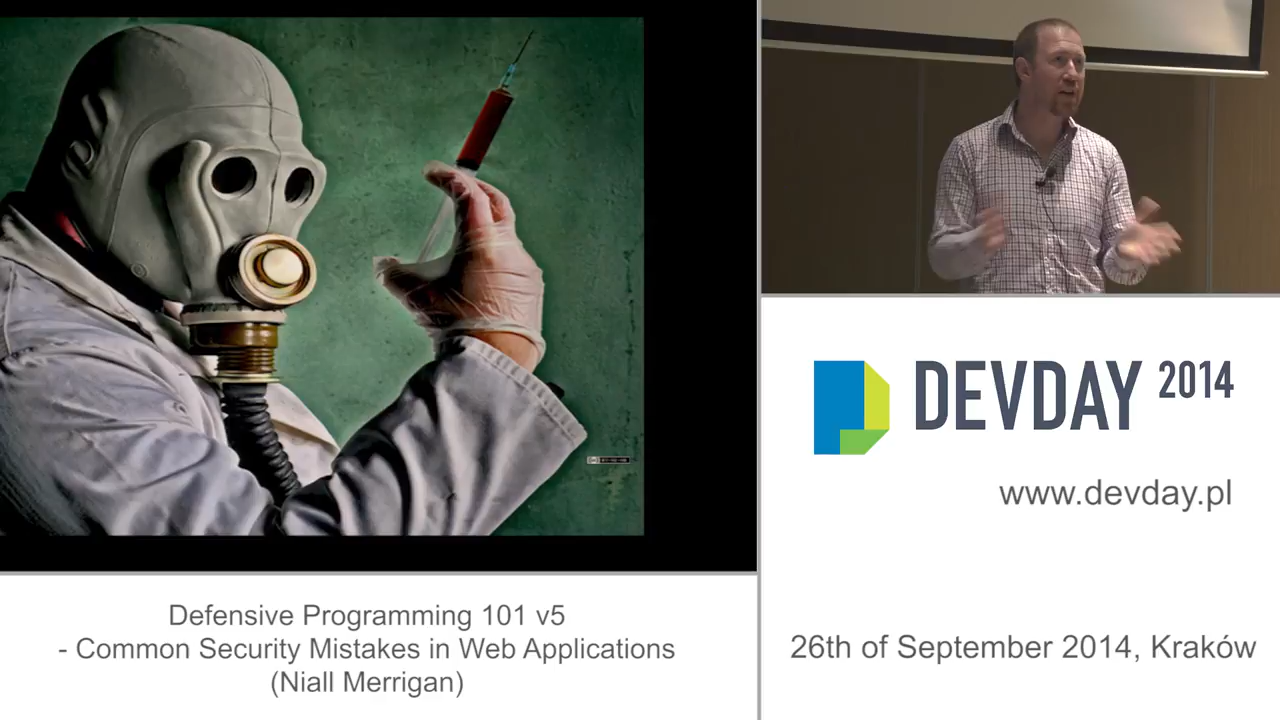 Defensive Programming 101 v5
- Common Security Mistakes in Web Applications
(Niall Merrigan)
DEVDAY 2014
www.devday.pl
26th of September 2014, Kraków